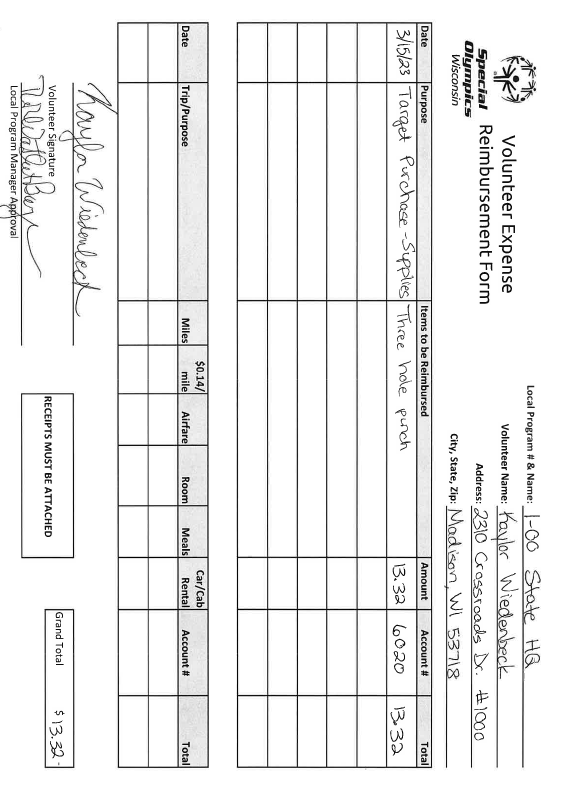 Special Olympics
Wisconsin
Volunteer Expense
Reimbursement Form
Local Program # & Name: 1-00 State HQ
Volunteer Name: Kaylor Wiedenbeck
Address: 2310 Crossroads Dr. #1000
City, State, Zip: Madison, WI 53718
Date Purpose Items to be Reimbursed Amount Account # Total
3/15/23 Target Purchase - Supplies Three hole punch 13.32 6020 13.32
Date Trip/Purpose Miles $0.14/ mile Airfare Room Meals Car/Cab Rental Account # Total
Kaylor Wiedenbeck
Volunteer Signature
Local Program Manager Approval
RECEIPTS MUST BE ATTACHED
Grand Total $ 13.32